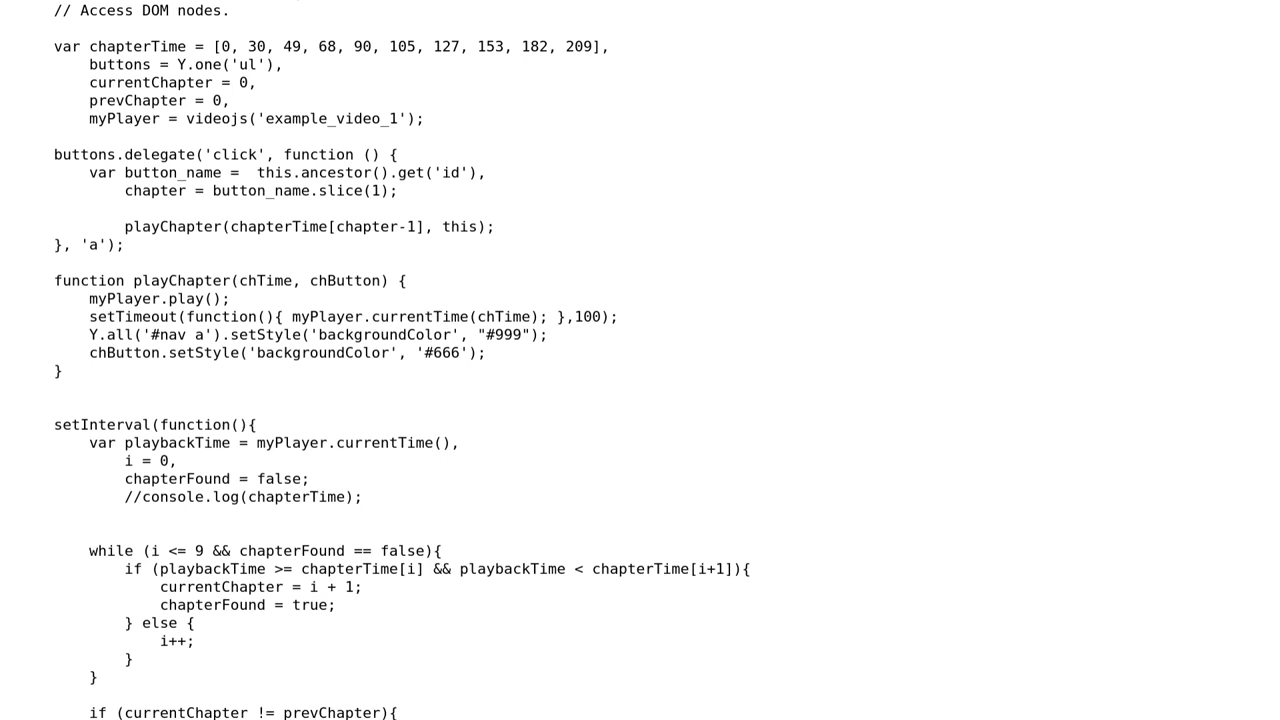 // Access DOM nodes.
var chapterTime = [0, 30, 49, 68, 90, 105, 127, 153, 182, 209],
    buttons = Y.one('ul'),
    currentChapter = 0,
    prevChapter = 0,
    myPlayer = videojs('example_video_1');
buttons.delegate('click', function () {
    var button_name =  this.ancestor().get('id'),
        chapter = button_name.slice(1);
        playChapter(chapterTime[chapter-1], this);
}, 'a');
function playChapter(chTime, chButton) {
    myPlayer.play();
    setTimeout(function(){ myPlayer.currentTime(chTime); },100);
    Y.all('#nav a').setStyle('backgroundColor', "#999");
    chButton.setStyle('backgroundColor', '#666');
}
setInterval(function(){
    var playbackTime = myPlayer.currentTime(),
        i = 0,
        chapterFound = false;
        //console.log(chapterTime);
    while (i <= 9 && chapterFound == false){
        if (playbackTime >= chapterTime[i] && playbackTime < chapterTime[i+1]){
            currentChapter = i + 1;
            chapterFound = true;
        } else {
            i++;
        }
    }
    if (currentChapter != prevChapter){